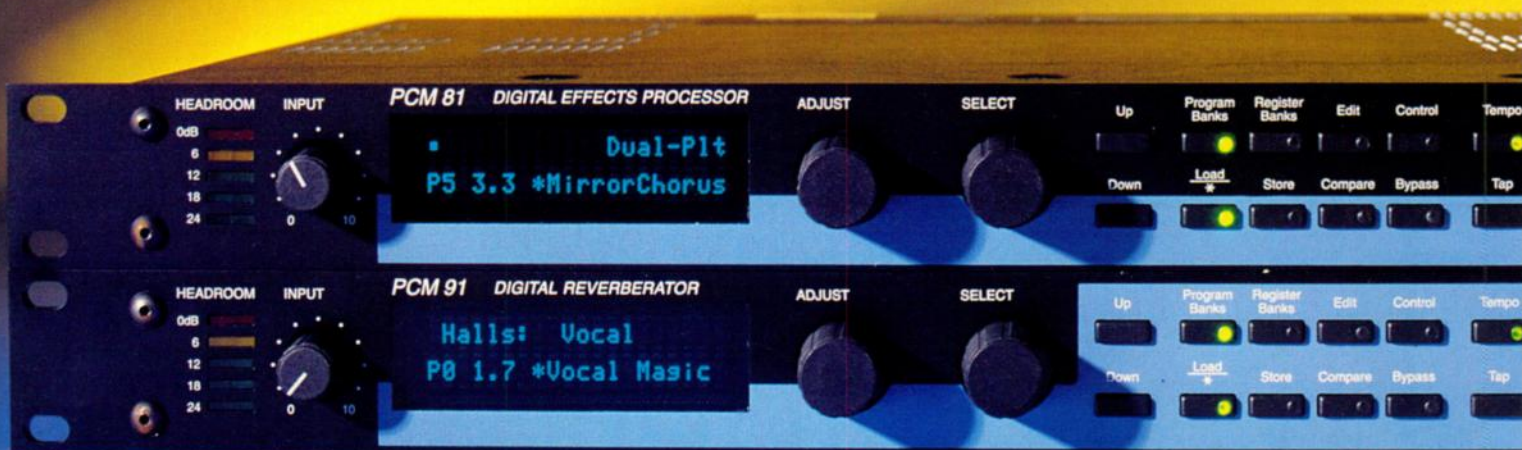 HEADROOM INPUT PCM 81 DIGITAL EFFECTS PROCESSOR ADJUST SELECT Up Program Banks Register Banks Edit Control Tempo
0dB
6
12
18
24
0 10
Dual-Plt
P5 3.3 *MirrorChorus
Down Load * Store Compare Bypass Tap
HEADROOM INPUT PCM 91 DIGITAL REVERBERATOR ADJUST SELECT Up Program Banks Register Banks Edit Control Tempo
0dB
6
12
18
24
0 10
Halls: Vocal
P0 1.7 *Vocal Magic
Down Load * Store Compare Bypass Tap